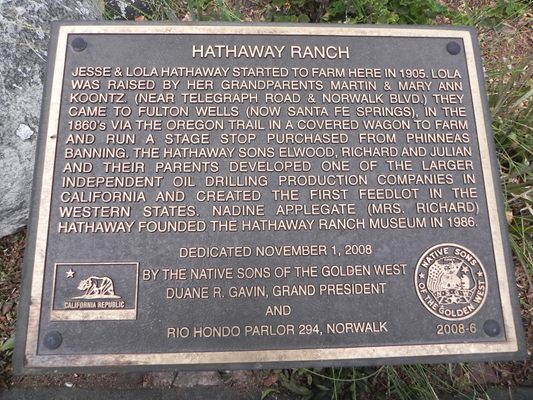 HATHAWAY RANCH
JESSE & LOLA HATHAWAY STARTED TO FARM HERE IN 1905. LOLA
WAS RAISED BY HER GRANDPARENTS MARTIN & MARY ANN
KOONTZ. (NEAR TELEGRAPH ROAD & NORWALK BLVD.) THEY
CAME TO FULTON WELLS (NOW SANTA FE SPRINGS), IN THE
1860's VIA THE OREGON TRAIL IN A COVERED WAGON TO FARM
AND RUN A STAGE STOP PURCHASED FROM PHINNEAS
BANNING. THE HATHAWAY SONS ELWOOD, RICHARD AND JULIAN
AND THEIR PARENTS DEVELOPED ONE OF THE LARGER
INDEPENDENT OIL DRILLING PRODUCTION COMPANIES IN
CALIFORNIA AND CREATED THE FIRST FEEDLOT IN THE
WESTERN STATES. NADINE APPLEGATE (MRS. RICHARD)
HATHAWAY FOUNDED THE HATHAWAY RANCH MUSEUM IN 1986.
DEDICATED NOVEMBER 1, 2008
BY THE NATIVE SONS OF THE GOLDEN WEST
DUANE R. GAVIN, GRAND PRESIDENT
AND
RIO HONDO PARLOR 294, NORWALK
CALIFORNIA REPUBLIC
NATIVE SONS
OF THE GOLDEN WEST
2008-6